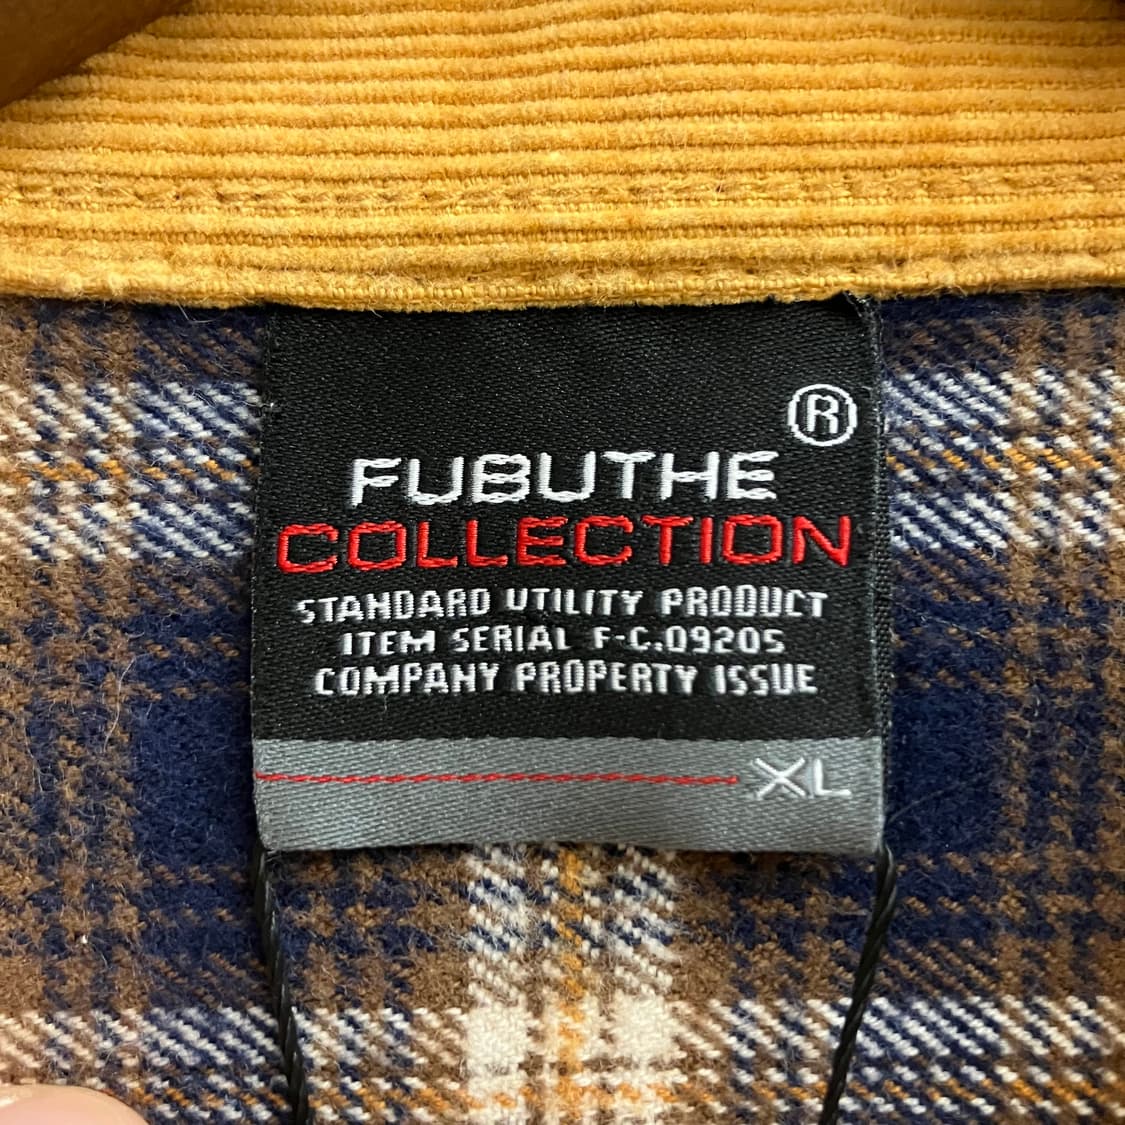 ®
FUBUTHE
COLLECTION
STANDARD UTILITY PRODUCT
ITEM SERIAL F-C.09205
COMPANY PROPERTY ISSUE
XL